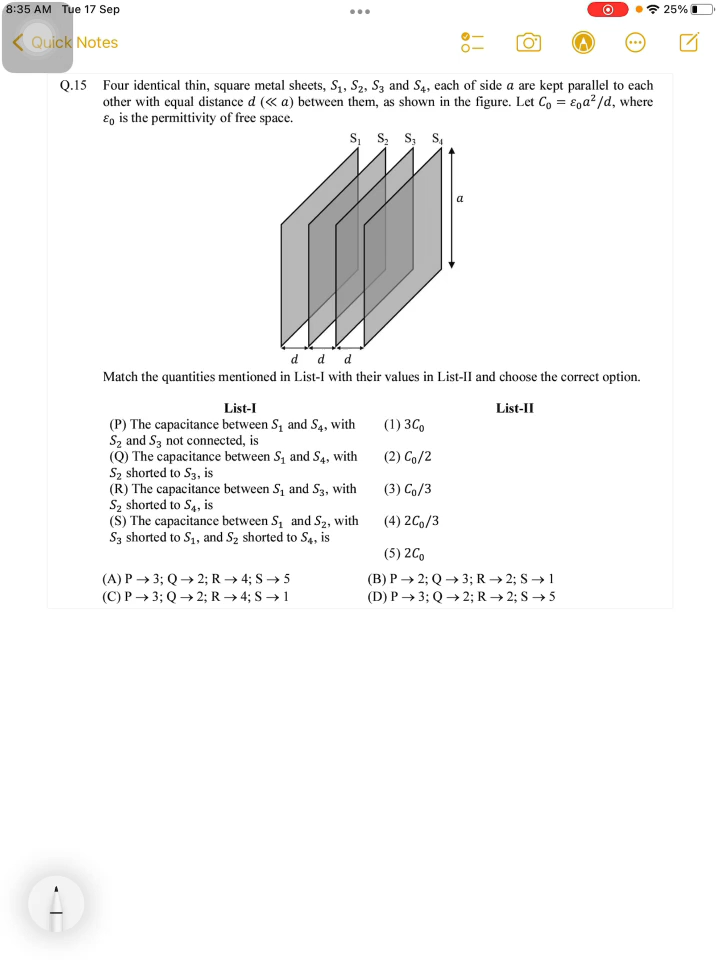 8:35 AM Tue 17 Sep
25%
Quick Notes
Q.15 Four identical thin, square metal sheets, S₁, S₂, S₃ and S₄, each of side a are kept parallel to each
other with equal distance d (≪ a) between them, as shown in the figure. Let C₀ = ε₀a²/d, where
ε₀ is the permittivity of free space.
S₁ S₂ S₃ S₄
a
d d d
Match the quantities mentioned in List-I with their values in List-II and choose the correct option.
List-I List-II
(P) The capacitance between S₁ and S₄, with (1) 3C₀
S₂ and S₃ not connected, is
(Q) The capacitance between S₁ and S₄, with (2) C₀/2
S₂ shorted to S₃, is
(R) The capacitance between S₁ and S₃, with (3) C₀/3
S₂ shorted to S₄, is
(S) The capacitance between S₁ and S₂, with (4) 2C₀/3
S₃ shorted to S₁, and S₂ shorted to S₄, is
(5) 2C₀
(A) P → 3; Q → 2; R → 4; S → 5 (B) P → 2; Q → 3; R → 2; S → 1
(C) P → 3; Q → 2; R → 4; S → 1 (D) P → 3; Q → 2; R → 2; S → 5